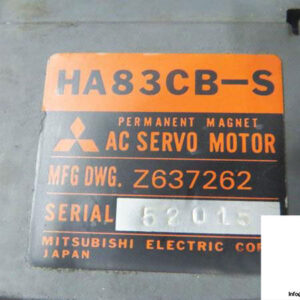 HA83CB-S
PERMANENT MAGNET
AC SERVO MOTOR
MFG DWG. Z637262
SERIAL 52015
MITSUBISHI ELECTRIC COR
JAPAN